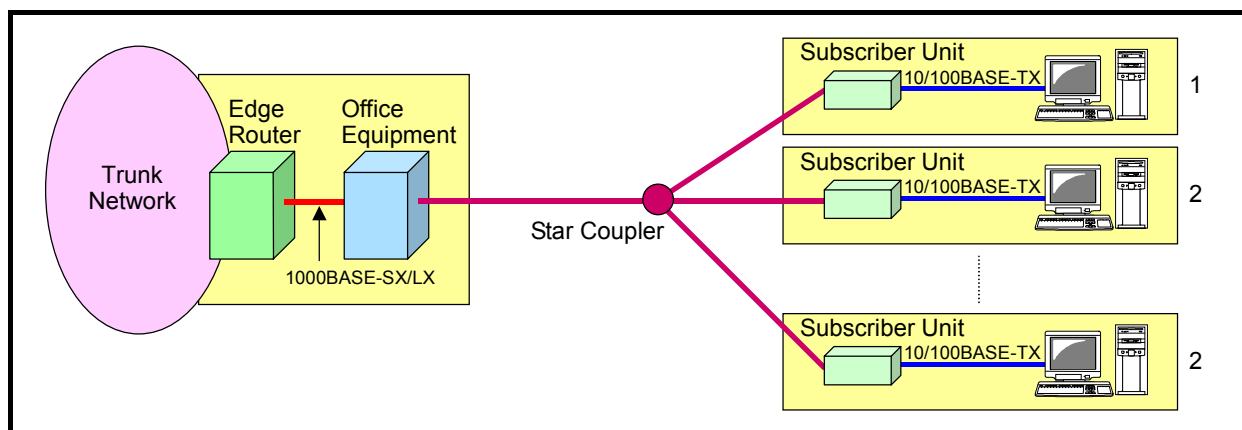 Trunk
Network
Edge
Router
Office
Equipment
1000BASE-SX/LX
Star Coupler
Subscriber Unit
10/100BASE-TX
1
Subscriber Unit
10/100BASE-TX
2
Subscriber Unit
10/100BASE-TX
2